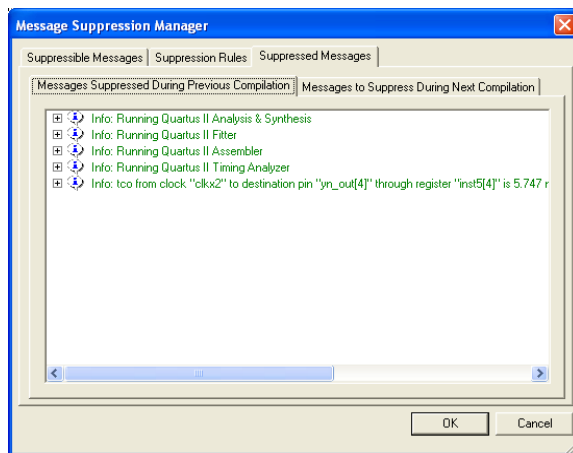 Message Suppression Manager
Suppressible Messages Suppression Rules Suppressed Messages
Messages Suppressed During Previous Compilation Messages to Suppress During Next Compilation
Info: Running Quartus II Analysis & Synthesis
Info: Running Quartus II Fitter
Info: Running Quartus II Assembler
Info: Running Quartus II Timing Analyzer
Info: tco from clock "clkx2" to destination pin "yn_out[4]" through register "inst5[4]" is 5.747
OK Cancel